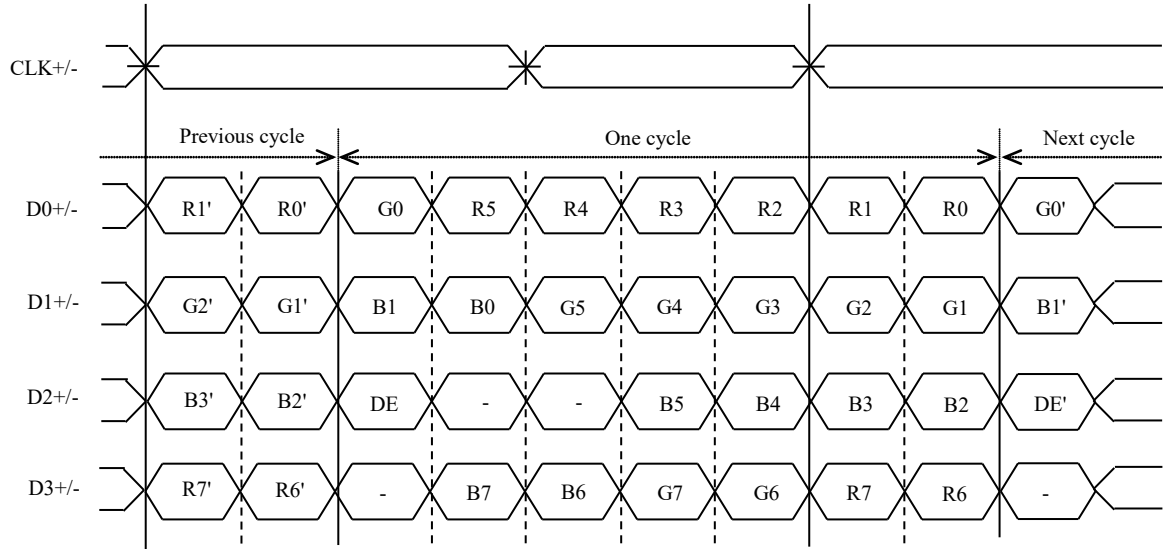 CLK+/-
Previous cycle One cycle Next cycle
D0+/- R1' R0' G0 R5 R4 R3 R2 R1 R0 G0'
D1+/- G2' G1' B1 B0 G5 G4 G3 G2 G1 B1'
D2+/- B3' B2' DE - - B5 B4 B3 B2 DE'
D3+/- R7' R6' - B7 B6 G7 G6 R7 R6 -